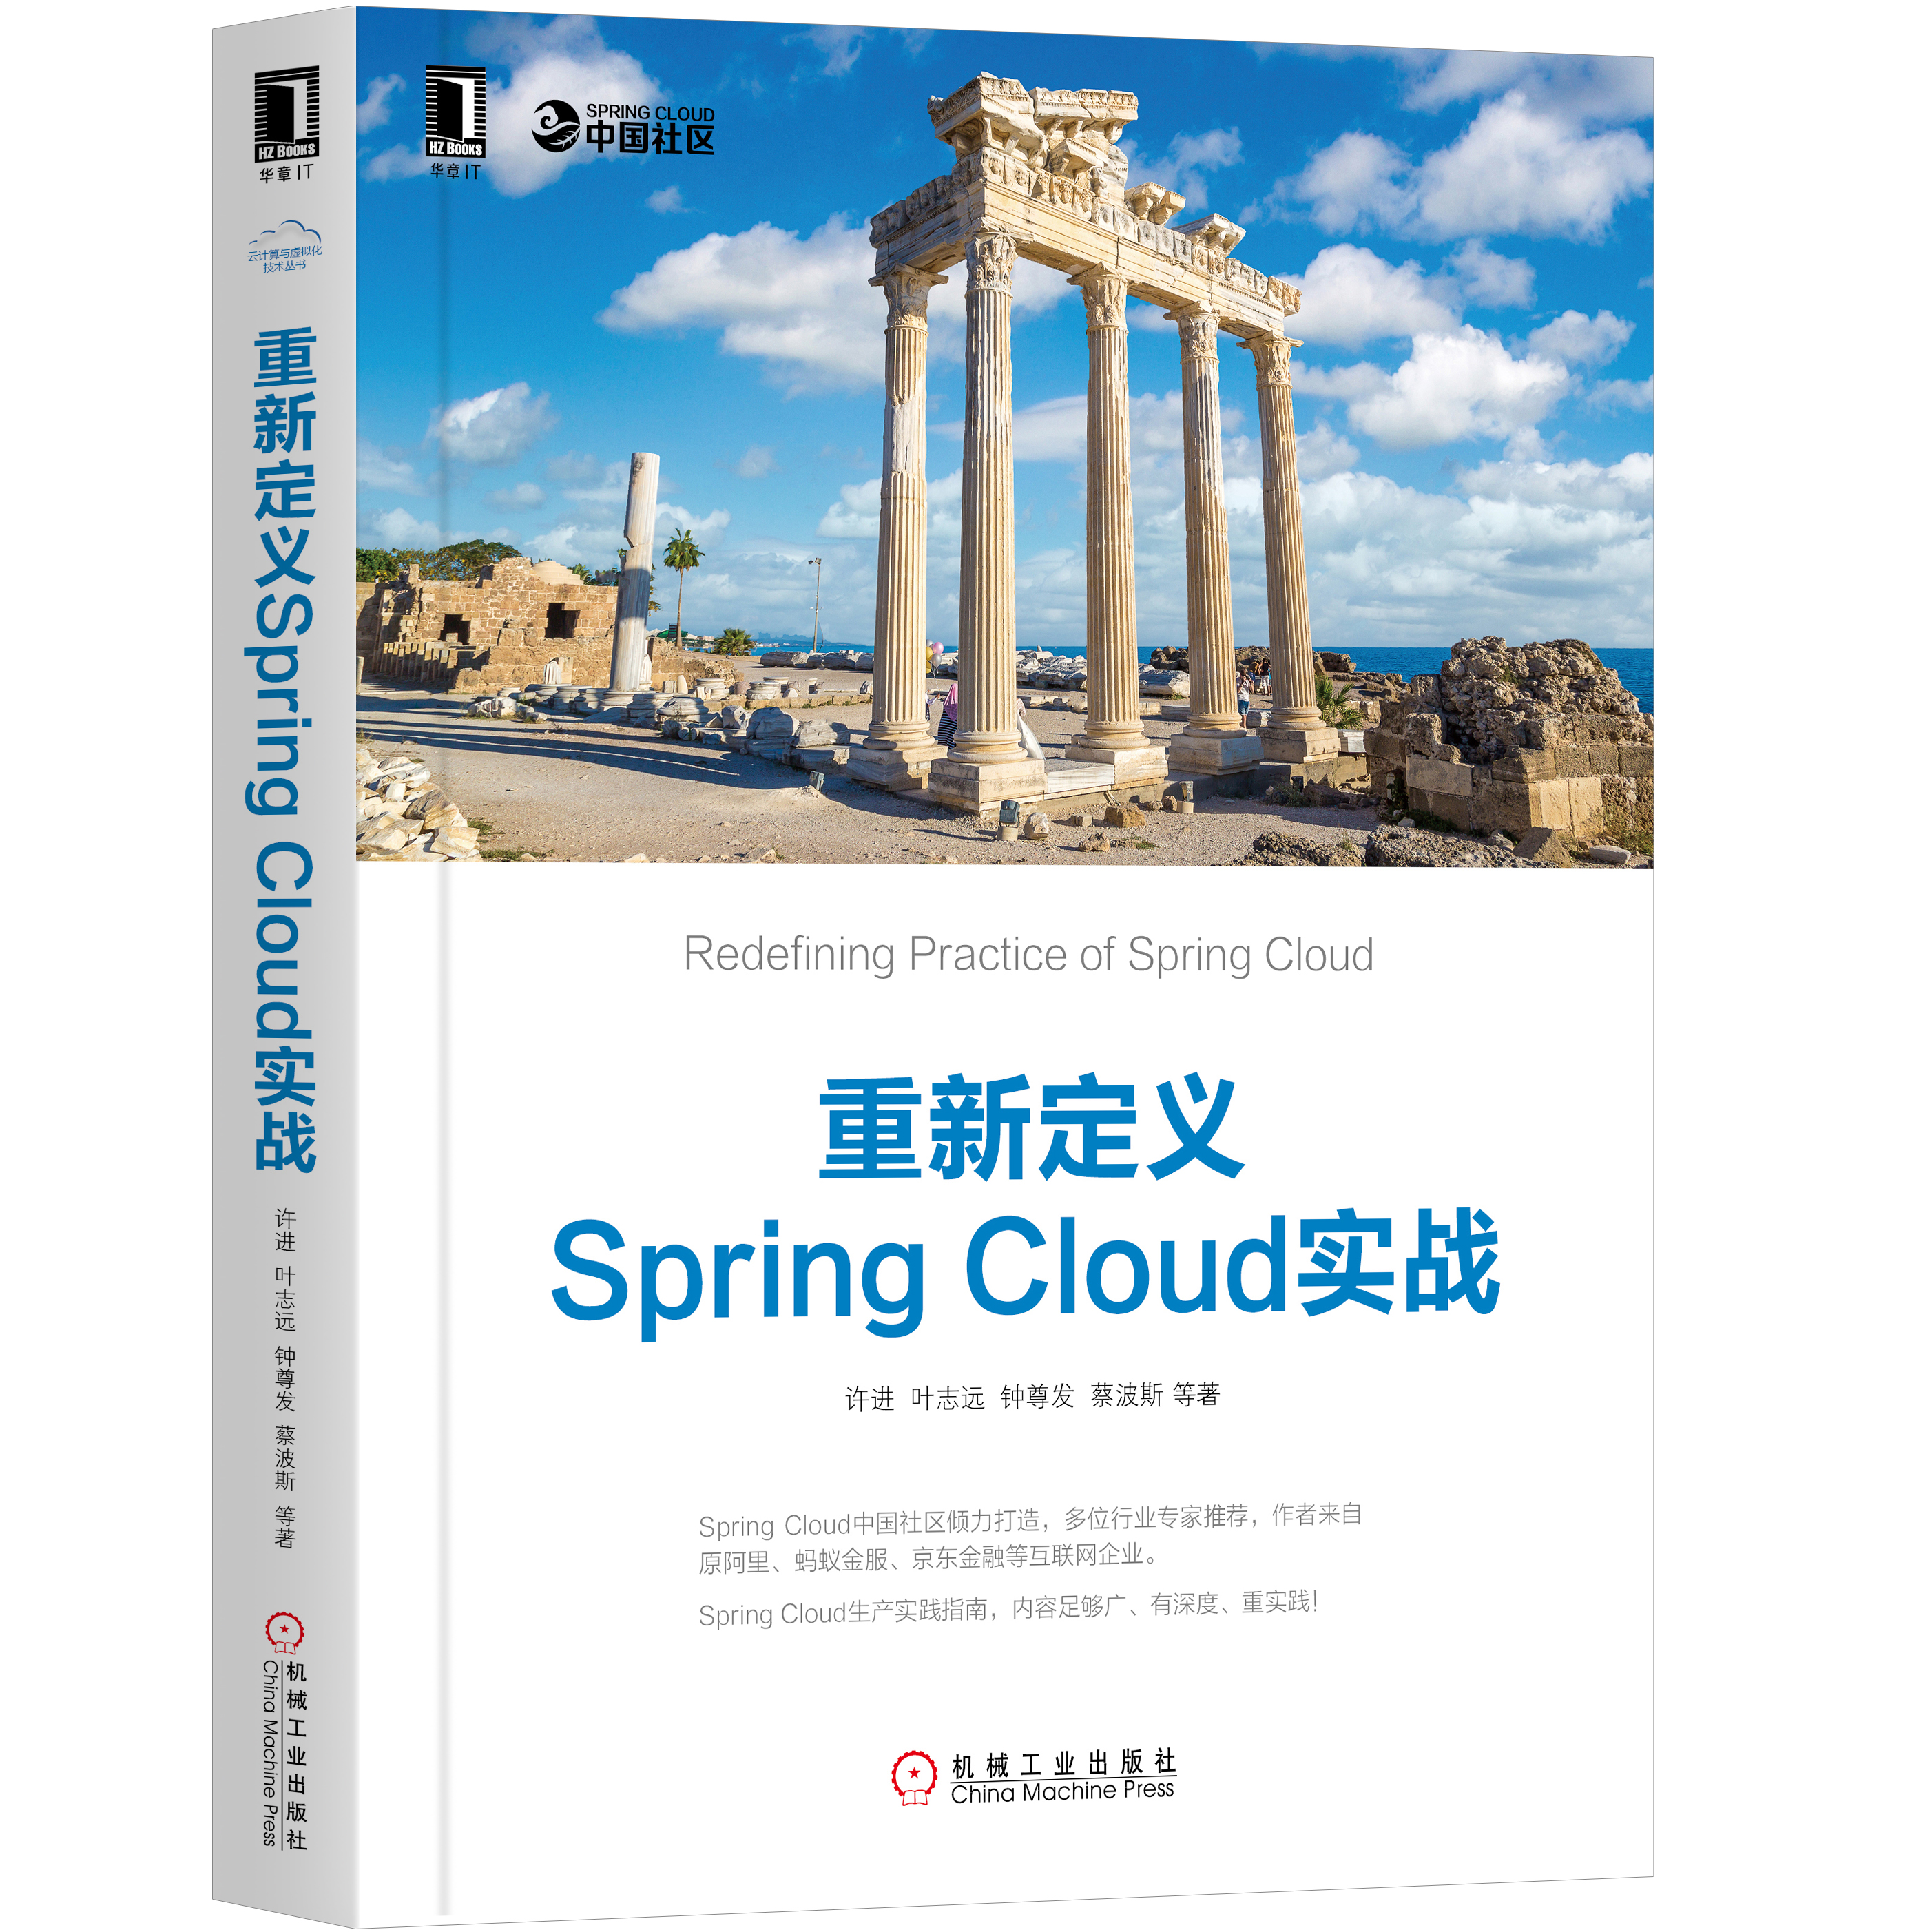 HZ BOOKS
华章IT
云计算与虚拟化
技术丛书
重新定义Spring Cloud实战
许进 叶志远 钟尊发 蔡波斯 等著
机械工业出版社
China Machine Press
HZ BOOKS
华章IT
SPRING CLOUD
中国社区
Redefining Practice of Spring Cloud
重新定义
Spring Cloud实战
许进 叶志远 钟尊发 蔡波斯 等著
Spring Cloud中国社区倾力打造，多位行业专家推荐，作者来自
原阿里、蚂蚁金服、京东金融等互联网企业。
Spring Cloud生产实践指南，内容足够广、有深度、重实践！
机械工业出版社
China Machine Press